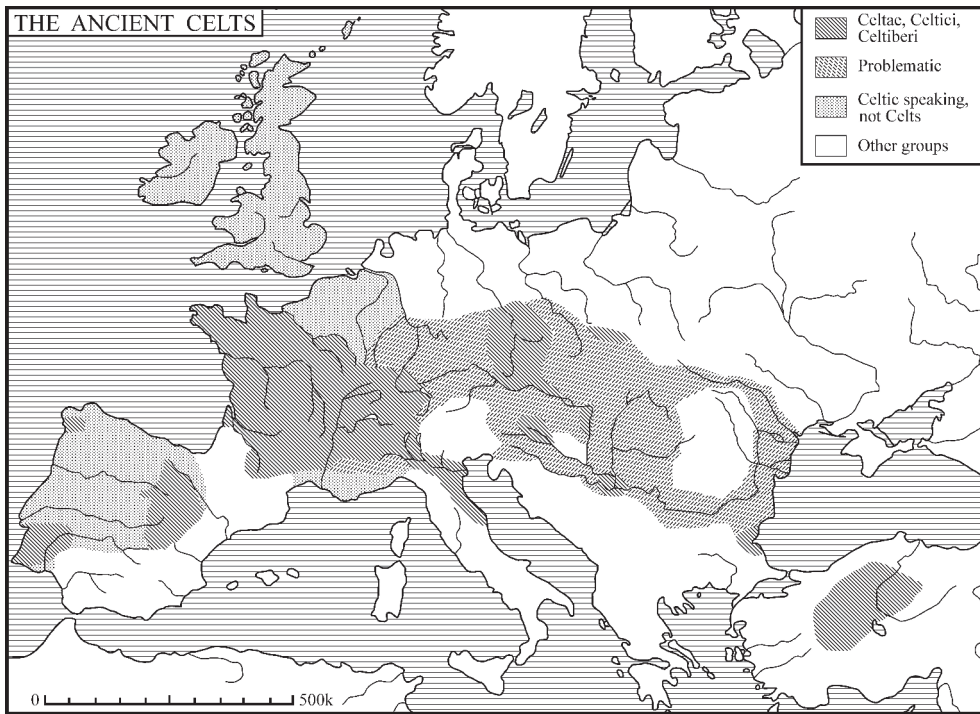 THE ANCIENT CELTS
Celtae, Celtici,
Celtiberi
Problematic
Celtic speaking,
not Celts
Other groups
0 500k